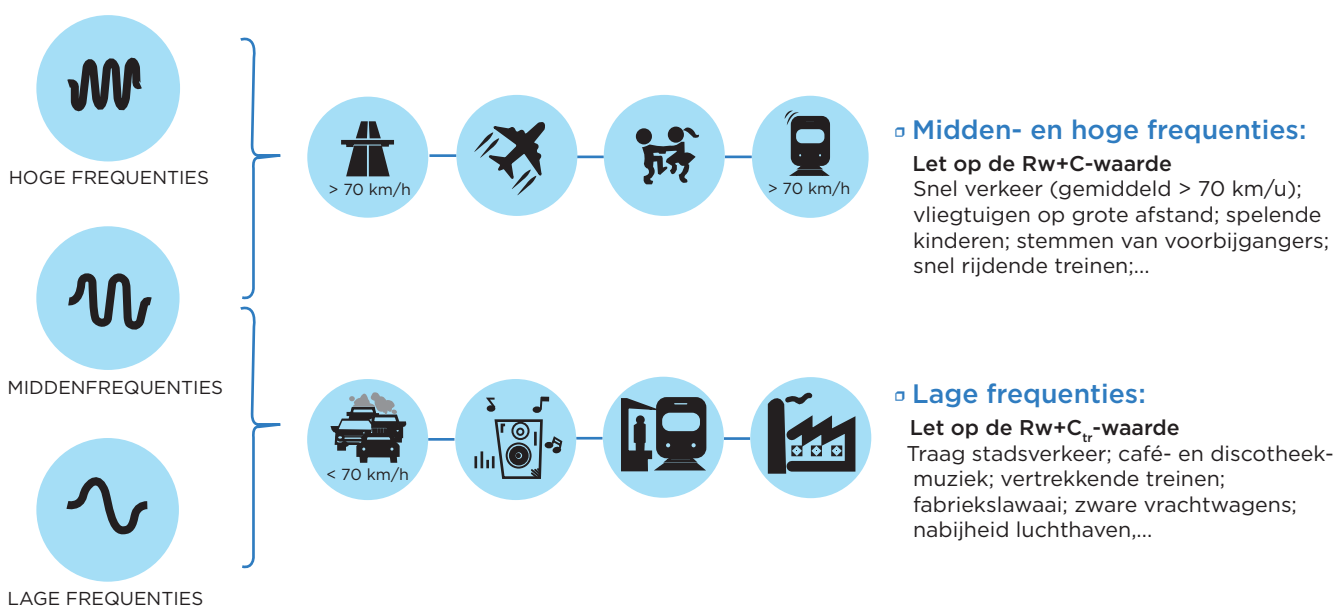 HOGE FREQUENTIES
MIDDENFREQUENTIES
LAGE FREQUENTIES
> 70 km/h
> 70 km/h
Midden- en hoge frequenties:
Let op de Rw+C-waarde
Snel verkeer (gemiddeld > 70 km/u);
vliegtuigen op grote afstand; spelende
kinderen; stemmen van voorbijgangers;
snel rijdende treinen;...
< 70 km/h
Lage frequenties:
Let op de Rw+Ctr-waarde
Traag stadsverkeer; café- en discotheek-
muziek; vertrekkende treinen;
fabriekslawaai; zware vrachtwagens;
nabijheid luchthaven,...